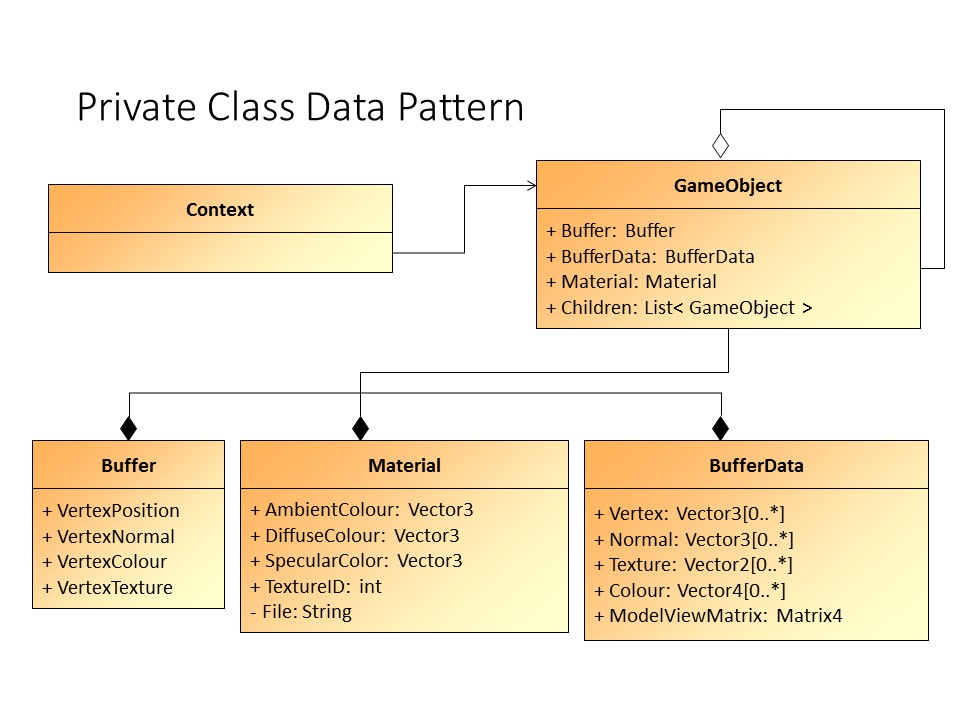 Private Class Data Pattern
Context
GameObject
+ Buffer: Buffer
+ BufferData: BufferData
+ Material: Material
+ Children: List< GameObject >
Buffer
+ VertexPosition
+ VertexNormal
+ VertexColour
+ VertexTexture
Material
+ AmbientColour: Vector3
+ DiffuseColour: Vector3
+ SpecularColor: Vector3
+ TextureID: int
- File: String
BufferData
+ Vertex: Vector3[0..*]
+ Normal: Vector3[0..*]
+ Texture: Vector2[0..*]
+ Colour: Vector4[0..*]
+ ModelViewMatrix: Matrix4